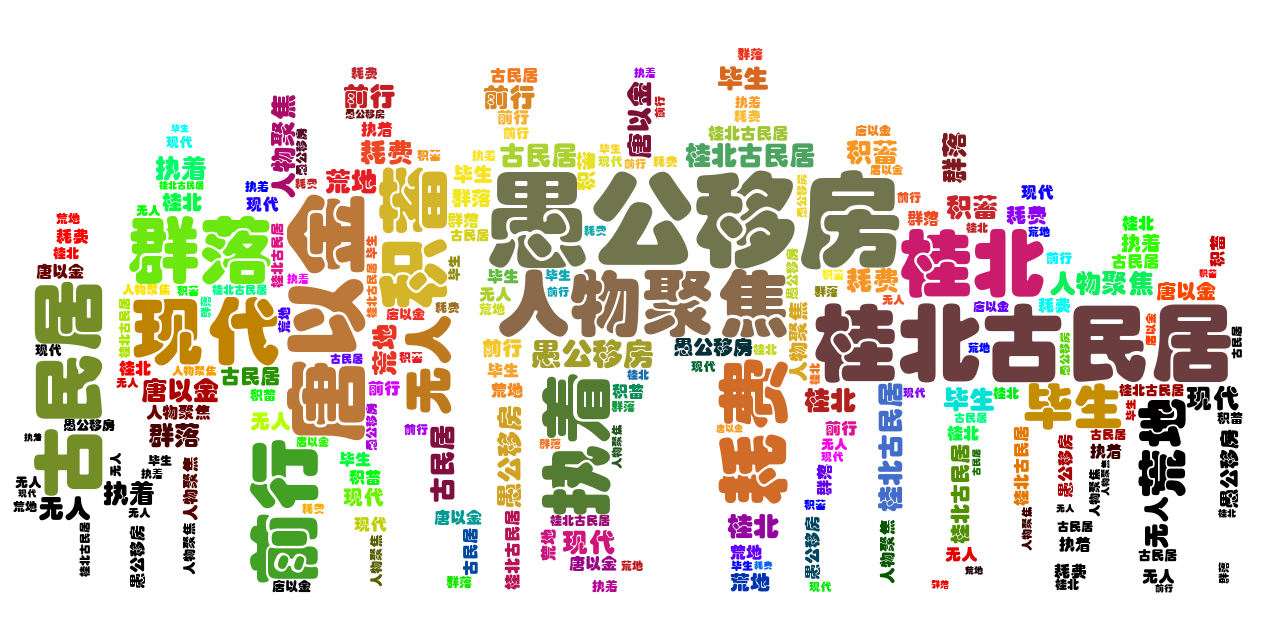 愚公移房
人物聚焦
桂北古民居
桂北
唐以金
古民居
群落
现代
积蓄
无人
前行
执着
耗费
毕生
荒地